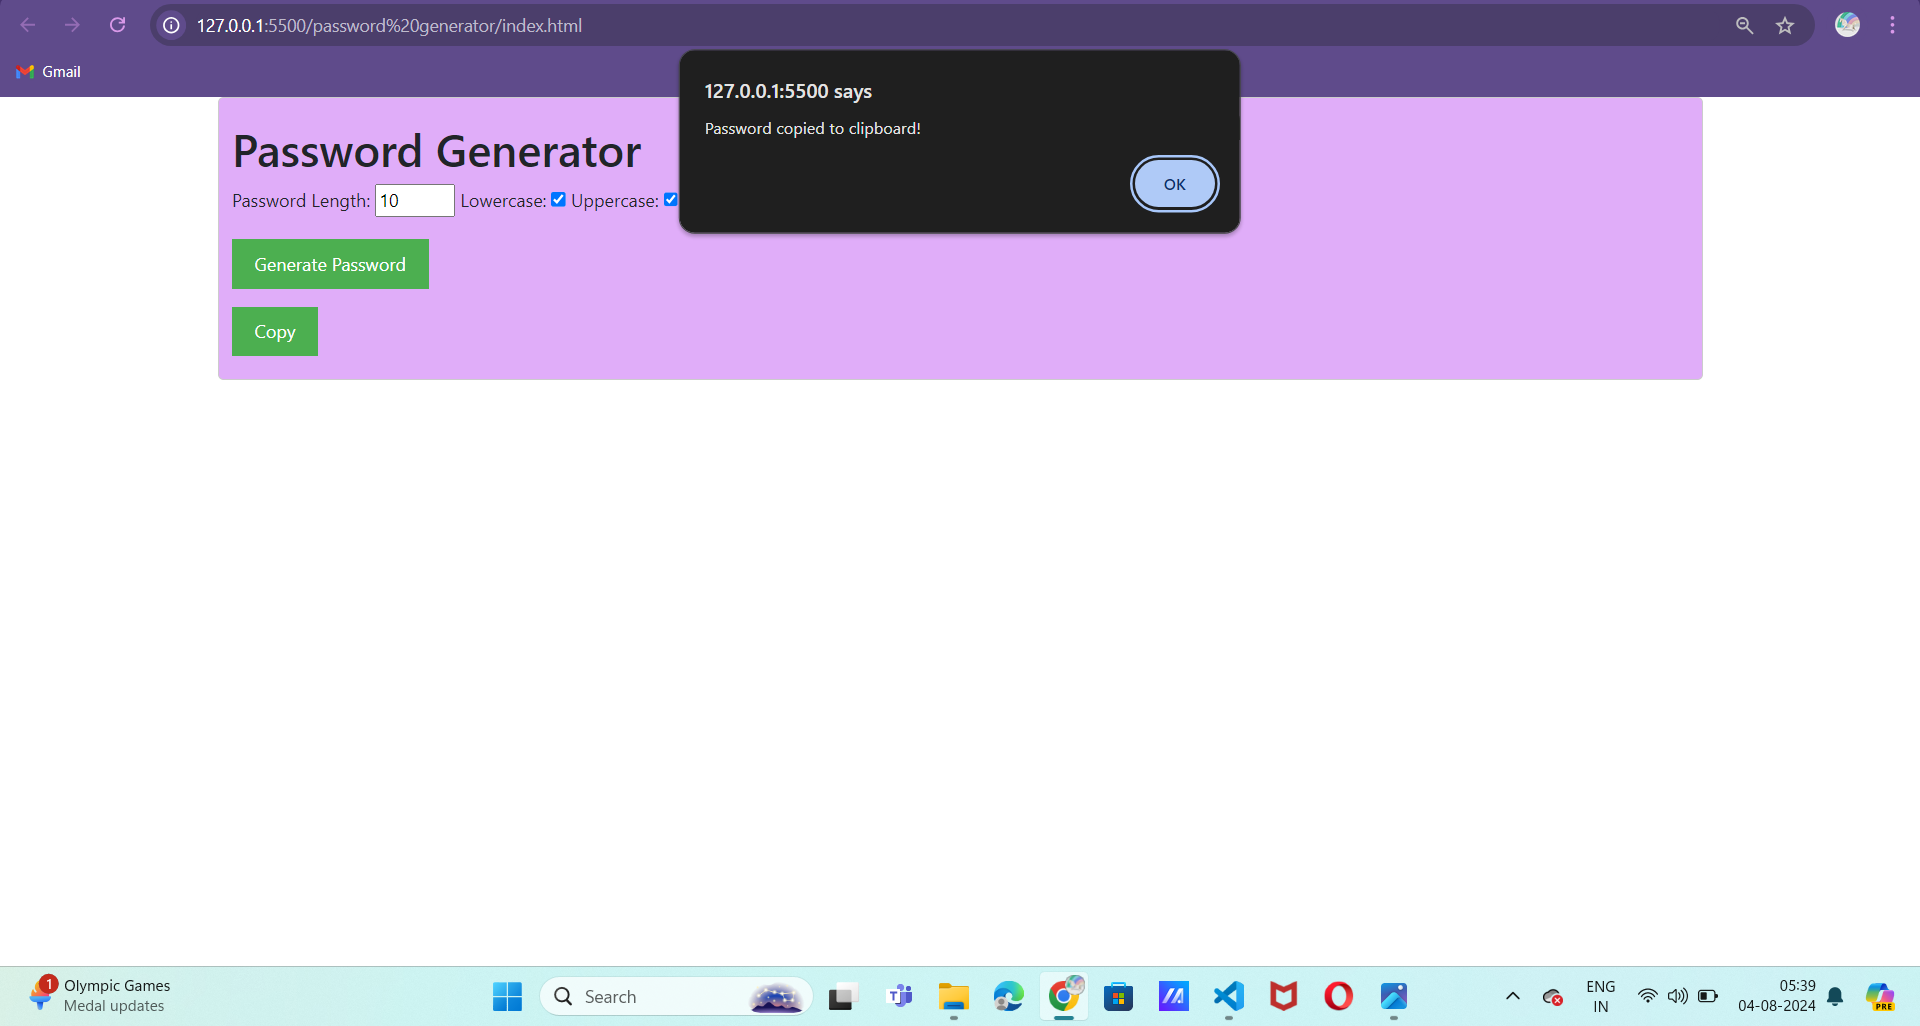 127.0.0.1:5500/password%20generator/index.html
Gmail
127.0.0.1:5500 says
Password copied to clipboard!
OK
Password Generator
Password Length: 10 Lowercase: Uppercase:
Generate Password
Copy
1 Olympic Games
Medal updates
Search
ENG
IN
05:39
04-08-2024
PRE